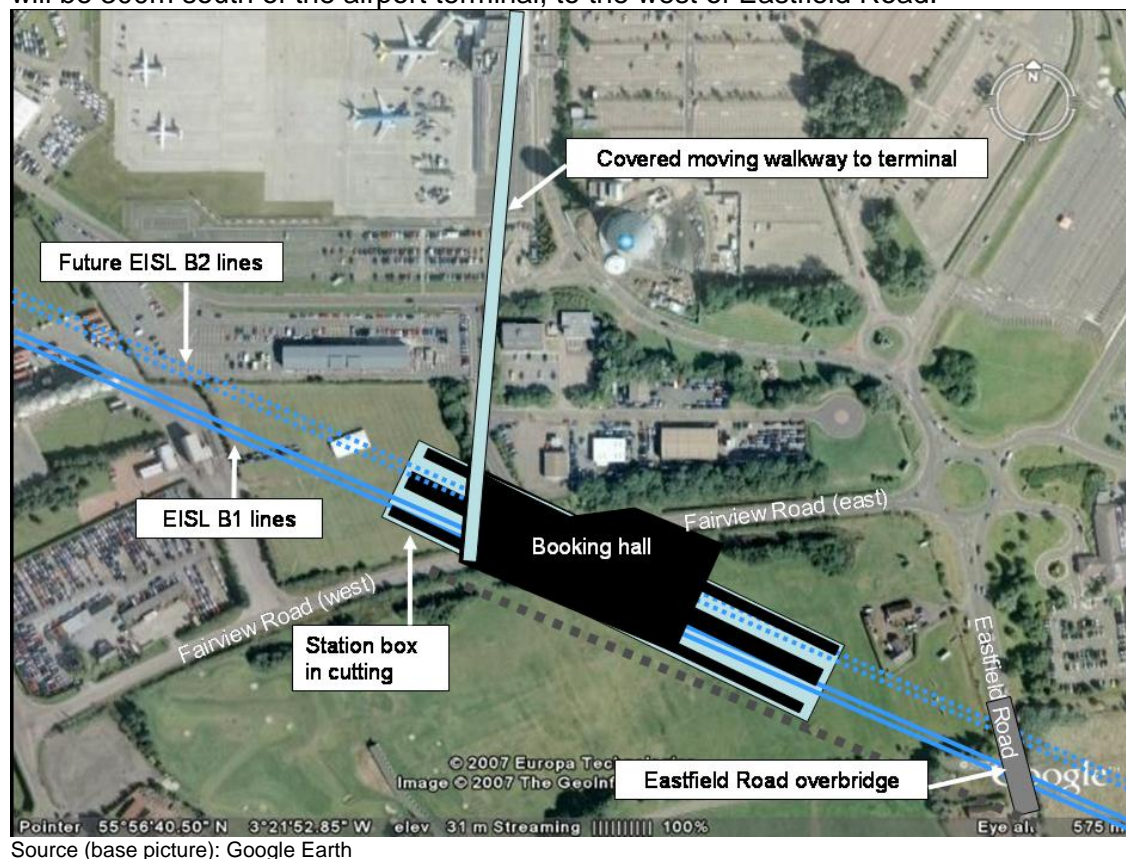 will be 800m south of the airport terminal, to the west of Eastfield Road.
N
Covered moving walkway to terminal
Future EISL B2 lines
EISL B1 lines
Fairview Road (east)
Booking hall
Fairview Road (west)
Station box
in cutting
Eastfield Road
© 2007 Europa
Image © 2007 The
Eastfield Road overbridge
Google
Pointer 55°56'40.50" N 3°21'52.85" W elev 31 m Streaming |||||||||| 100% Eye alt 575 m
Source (base picture): Google Earth